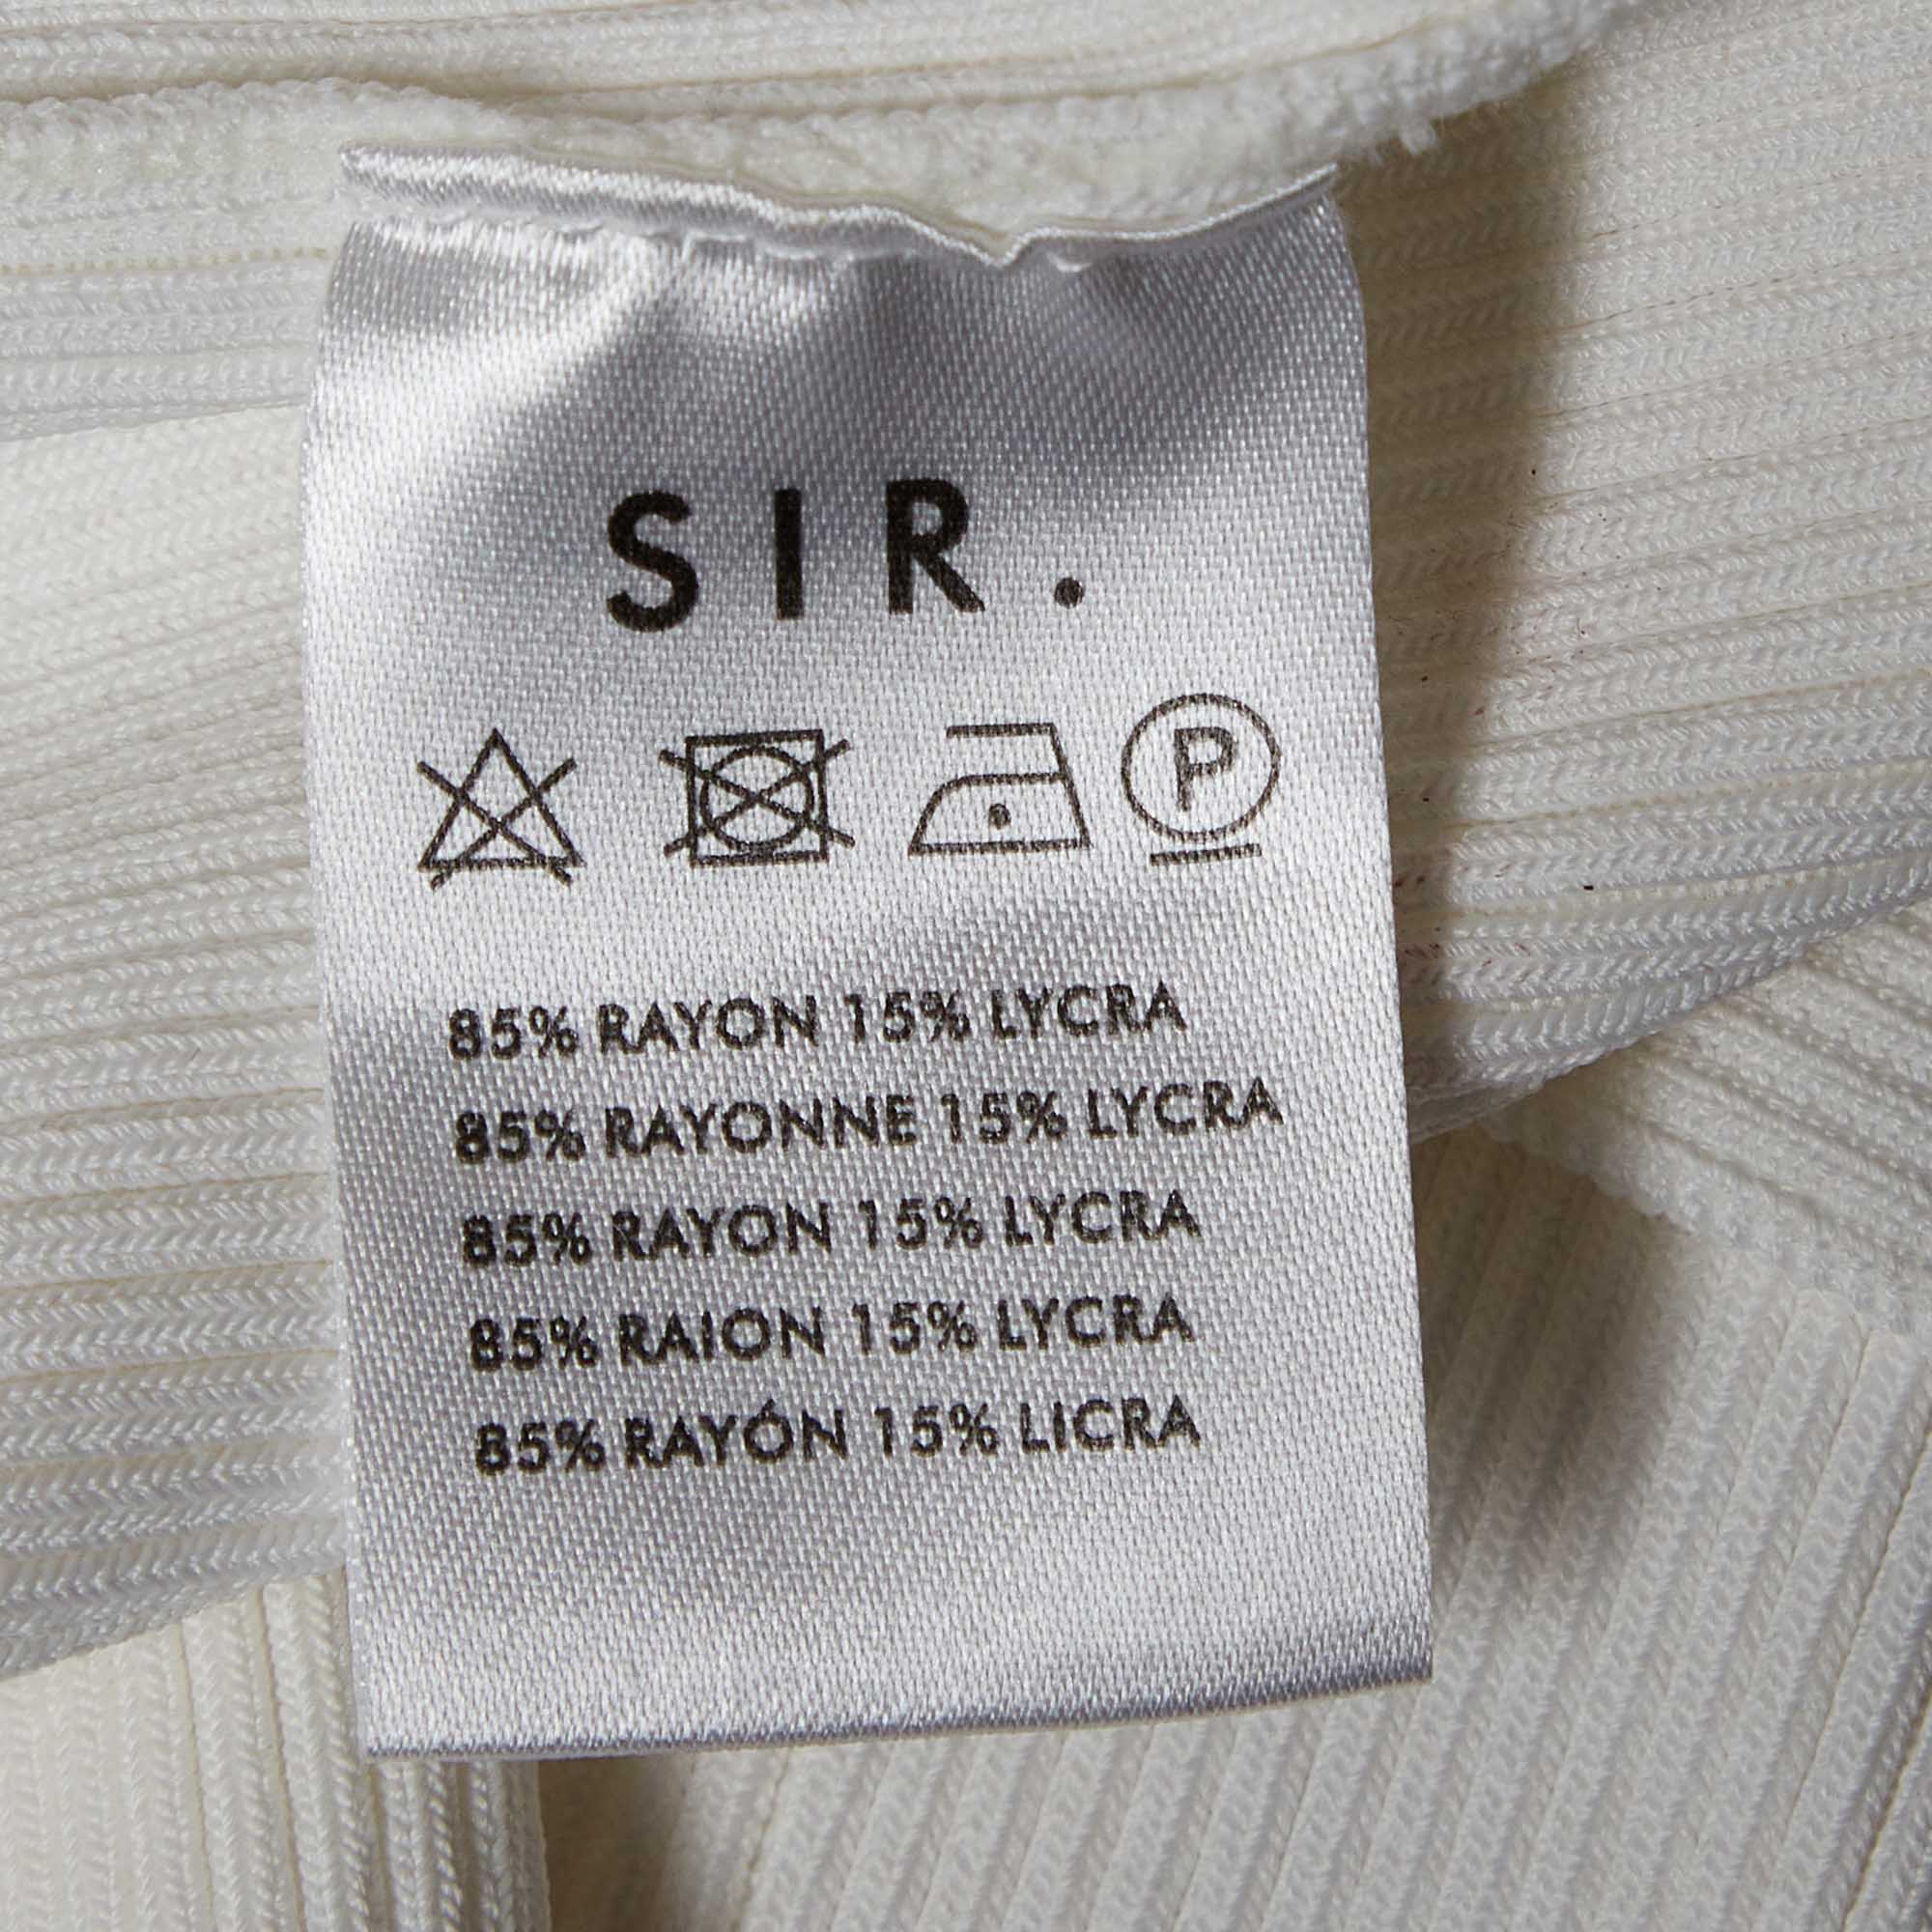 SIR.
P
85% RAYON 15% LYCRA
85% RAYONNE 15% LYCRA
85% RAYON 15% LYCRA
85% RAION 15% LYCRA
85% RAYÓN 15% LICRA